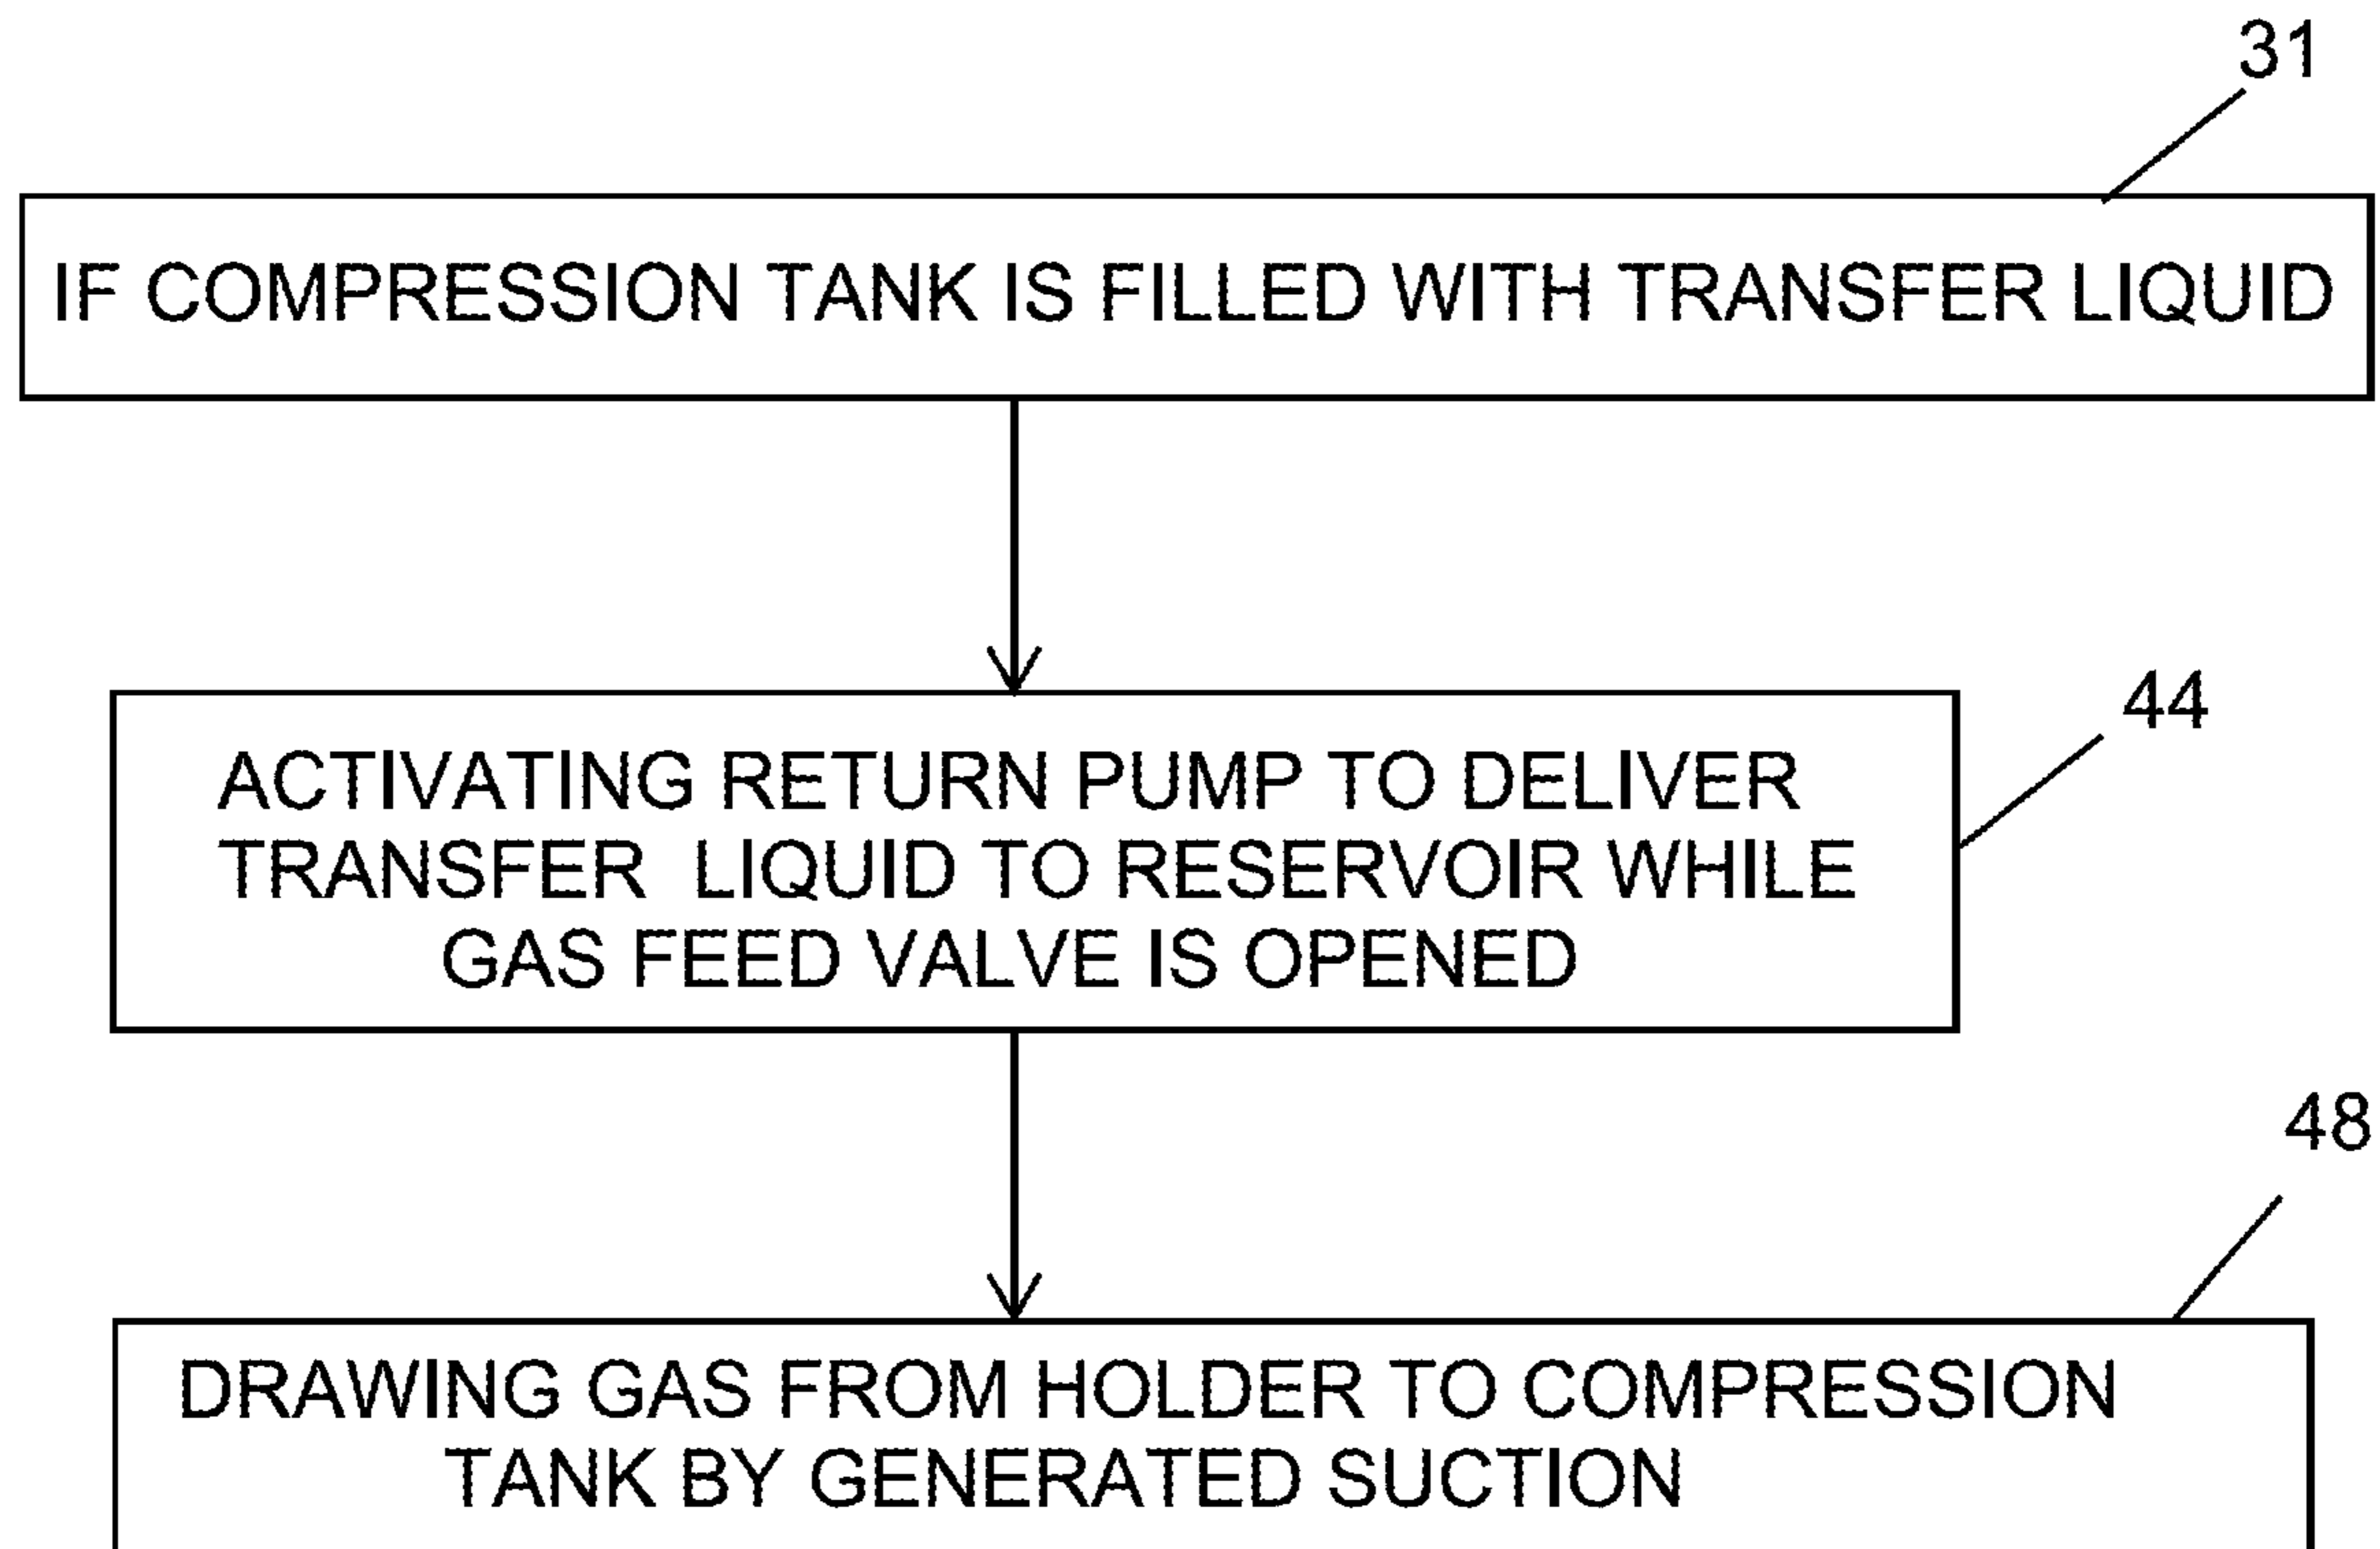 31
IF COMPRESSION TANK IS FILLED WITH TRANSFER LIQUID
44
ACTIVATING RETURN PUMP TO DELIVER
TRANSFER LIQUID TO RESERVOIR WHILE
GAS FEED VALVE IS OPENED
48
DRAWING GAS FROM HOLDER TO COMPRESSION
TANK BY GENERATED SUCTION